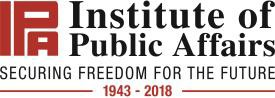 IPA Institute of
Public Affairs
SECURING FREEDOM FOR THE FUTURE
1943 - 2018